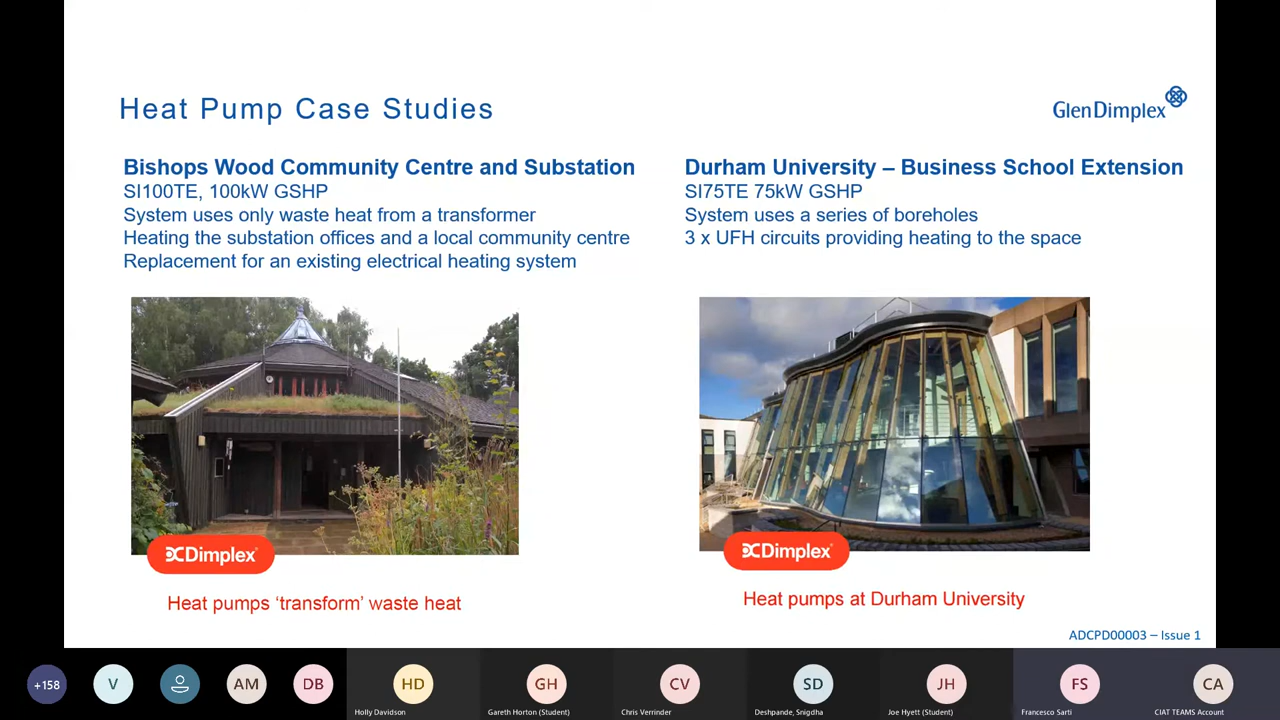 Heat Pump Case Studies
GlenDimplex
Bishops Wood Community Centre and Substation
SI100TE, 100kW GSHP
System uses only waste heat from a transformer
Heating the substation offices and a local community centre
Replacement for an existing electrical heating system
Durham University – Business School Extension
SI75TE 75kW GSHP
System uses a series of boreholes
3 x UFH circuits providing heating to the space
Dimplex
Heat pumps ‘transform’ waste heat
Dimplex
Heat pumps at Durham University
ADCPD00003 – Issue 1
+158
V
AM
DB
HD
Holly Davidson
GH
Gareth Horton (Student)
CV
Chris Verrinder
SD
Deshpande, Snigdha
JH
Joe Hyett (Student)
FS
Francesco Sarti
CA
CIAT TEAMS Account